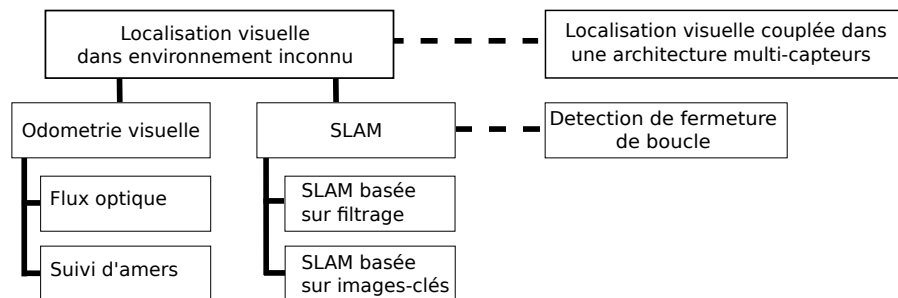 Localisation visuelle
dans environnement inconnu
Localisation visuelle couplée dans
une architecture multi-capteurs
Odometrie visuelle
SLAM
Detection de fermeture
de boucle
Flux optique
SLAM basée
sur filtrage
Suivi d'amers
SLAM basée
sur images-clés